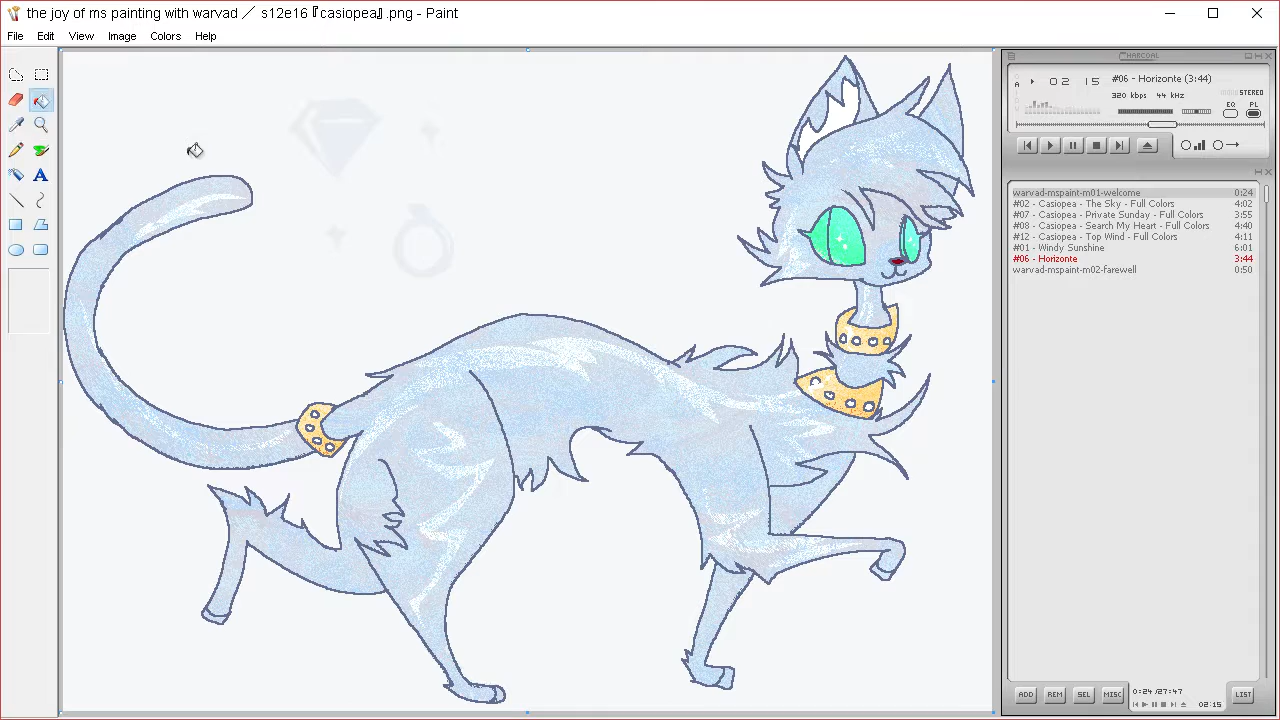 the joy of ms painting with warvad ／ s12e16『casiopea』.png - Paint
File Edit View Image Colors Help
CHARCOAL
02 15
#06 - Horizonte (3:44)
320 kbps 44 kHz
STEREO
EQ PL
warvad-mspaint-m01-welcome 0:24
#02 - Casiopea - The Sky - Full Colors 4:02
#07 - Casiopea - Private Sunday - Full Colors 3:55
#08 - Casiopea - Search My Heart - Full Colors 4:40
#12 - Casiopea - Top Wind - Full Colors 4:11
#01 - Windy Sunshine 6:01
#06 - Horizonte 3:44
warvad-mspaint-m02-farewell 0:50
ADD REM SEL MISC 0:24/27:47 LIST
02:15